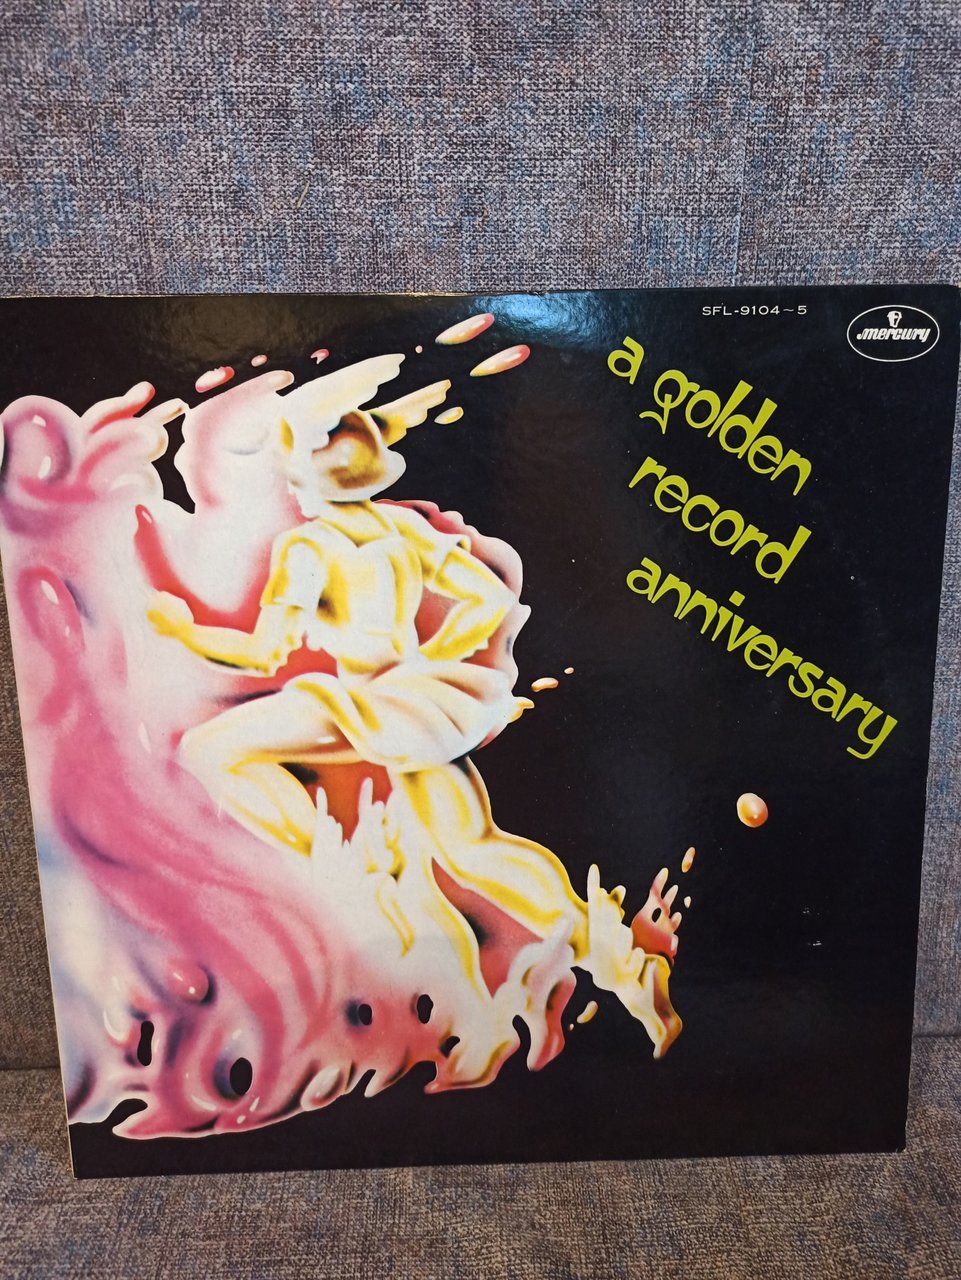 SFL-9104~5
mercury
a golden
record
anniversary